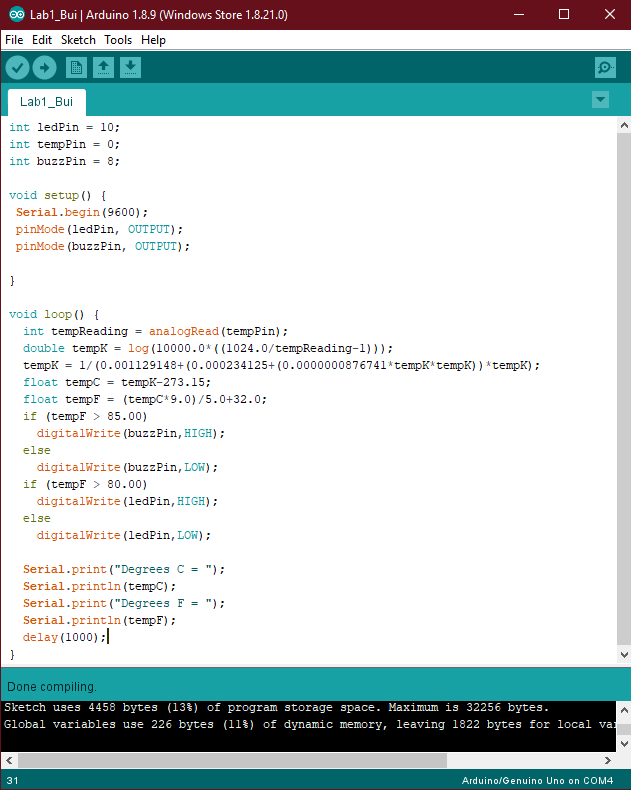 Lab1_Bui | Arduino 1.8.9 (Windows Store 1.8.21.0)
File Edit Sketch Tools Help
Lab1_Bui
int ledPin = 10;
int tempPin = 0;
int buzzPin = 8;
void setup() {
Serial.begin(9600);
pinMode(ledPin, OUTPUT);
pinMode(buzzPin, OUTPUT);
}
void loop() {
int tempReading = analogRead(tempPin);
double tempK = log(10000.0*((1024.0/tempReading-1)));
tempK = 1/(0.001129148+(0.000234125+(0.0000000876741*tempK*tempK))*tempK);
float tempC = tempK-273.15;
float tempF = (tempC*9.0)/5.0+32.0;
if (tempF > 85.00)
digitalWrite(buzzPin,HIGH);
else
digitalWrite(buzzPin,LOW);
if (tempF > 80.00)
digitalWrite(ledPin,HIGH);
else
digitalWrite(ledPin,LOW);
Serial.print("Degrees C = ");
Serial.println(tempC);
Serial.print("Degrees F = ");
Serial.println(tempF);
delay(1000);
}
Done compiling.
Sketch uses 4458 bytes (13%) of program storage space. Maximum is 32256 bytes.
Global variables use 226 bytes (11%) of dynamic memory, leaving 1822 bytes for local var
31 Arduino/Genuino Uno on COM4